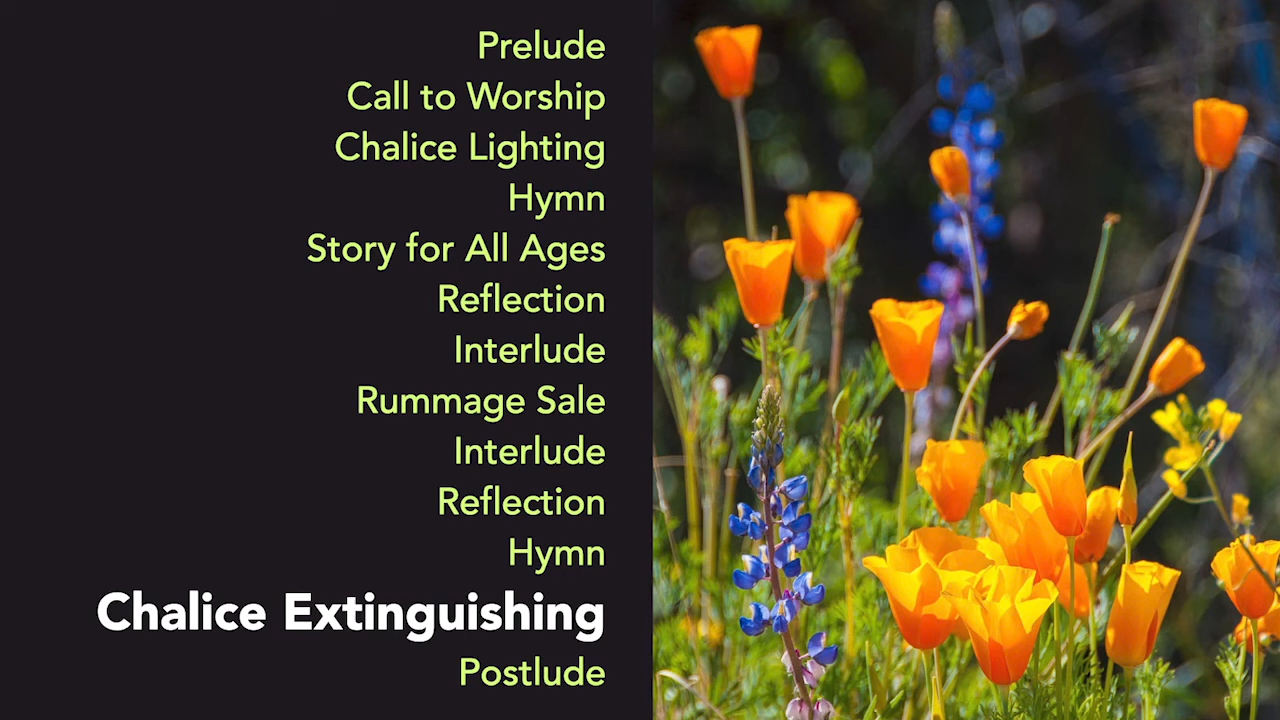 Prelude
Call to Worship
Chalice Lighting
Hymn
Story for All Ages
Reflection
Interlude
Rummage Sale
Interlude
Reflection
Hymn
Chalice Extinguishing
Postlude